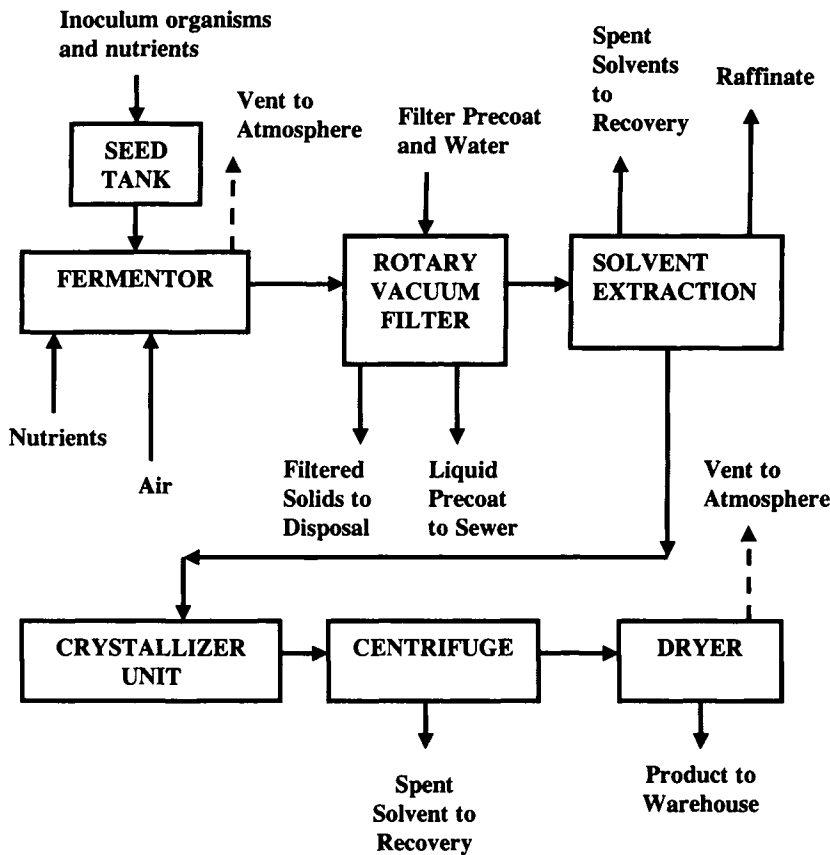 Inoculum organisms
and nutrients
SEED
TANK
Vent to
Atmosphere
Filter Precoat
and Water
Spent
Solvents
to
Recovery
Raffinate
FERMENTOR
ROTARY
VACUUM
FILTER
SOLVENT
EXTRACTION
Nutrients
Air
Filtered
Solids to
Disposal
Liquid
Precoat
to Sewer
Vent to
Atmosphere
CRYSTALLIZER
UNIT
CENTRIFUGE
DRYER
Spent
Solvent to
Recovery
Product to
Warehouse